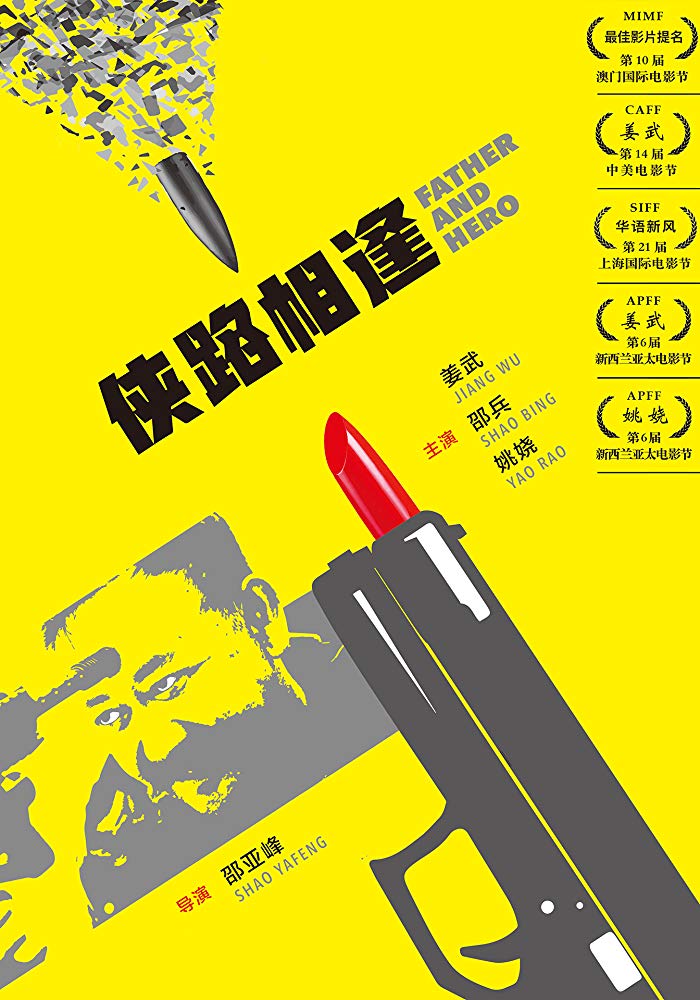 MIMF
最佳影片提名
第10届
澳门国际电影节
CAFF
姜武
第14届
中美电影节
SIFF
华语新风
第21届
上海国际电影节
APFF
姜武
第6届
新西兰亚太电影节
APFF
姚娆
第6届
新西兰亚太电影节
侠路相逢
FATHER
AND
HERO
主演
姜武
JIANG WU
邵兵
SHAO BING
姚娆
YAO RAO
导演 邵亚峰
SHAO YAFENG